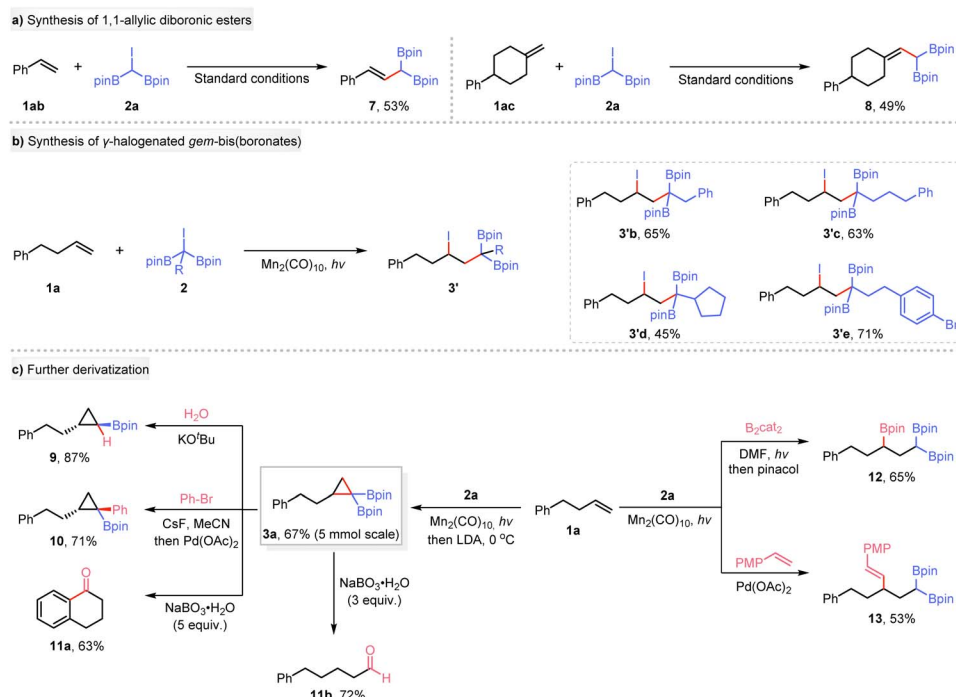 a) Synthesis of 1,1-allylic diboronic esters
Ph
1ab
+
I
pinB Bpin
2a
Standard conditions
Bpin
Ph Bpin
7, 53%
Ph
1ac
+
I
pinB Bpin
2a
Standard conditions
Bpin
Bpin
Ph
8, 49%
b) Synthesis of γ-halogenated gem-bis(boronates)
Ph
1a
+
I
pinB Bpin
R
2
Mn2(CO)10, hν
I Bpin
R
Ph Bpin
3'
I Bpin
Ph Ph
pinB
3'b 65%
I Bpin
Ph Ph
pinB
3'c 63%
I Bpin
Ph
pinB
3'd 45%
I Bpin
Ph
pinB
Br
3'e 71%
c) Further derivatization
Bpin
H
Ph
9, 87%
H2O
KOtBu
Ph
Bpin
Ph
10, 71%
Ph-Br
CsF, MeCN
then Pd(OAc)2
O
11a, 63%
NaBO3•H2O
(5 equiv.)
Ph Bpin
Bpin
3a, 67% (5 mmol scale)
2a
Mn2(CO)10, hν
then LDA, 0 °C
NaBO3•H2O
(3 equiv.)
O
Ph H
11b, 72%
Ph
1a
2a
Mn2(CO)10, hν
B2cat2
DMF, hν
then pinacol
Bpin Bpin
Ph Bpin
12, 65%
PMP
Pd(OAc)2
PMP
Bpin
Ph Bpin
13, 53%